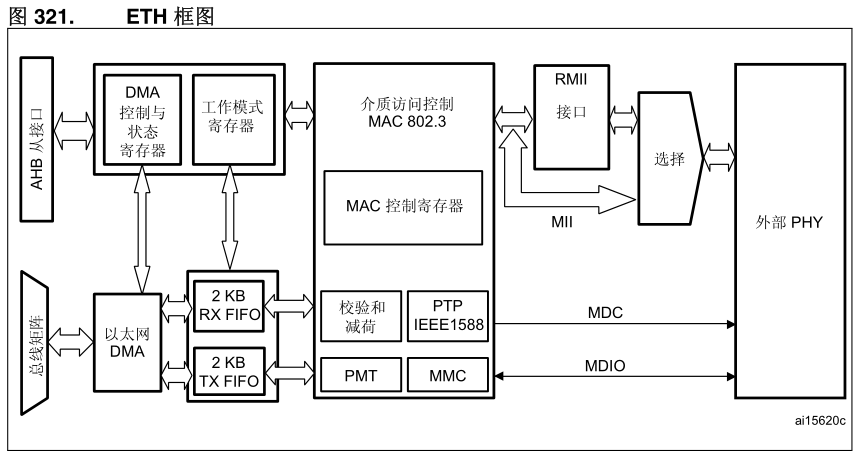 图 321. ETH 框图
AHB 从接口
DMA
控制与
状态
寄存器
工作模式
寄存器
介质访问控制
MAC 802.3
RMII
接口
选择
外部 PHY
MAC 控制寄存器
MII
总线矩阵
以太网
DMA
2 KB
RX FIFO
2 KB
TX FIFO
校验和
减荷
PTP
IEEE1588
PMT
MMC
MDC
MDIO
ai15620c